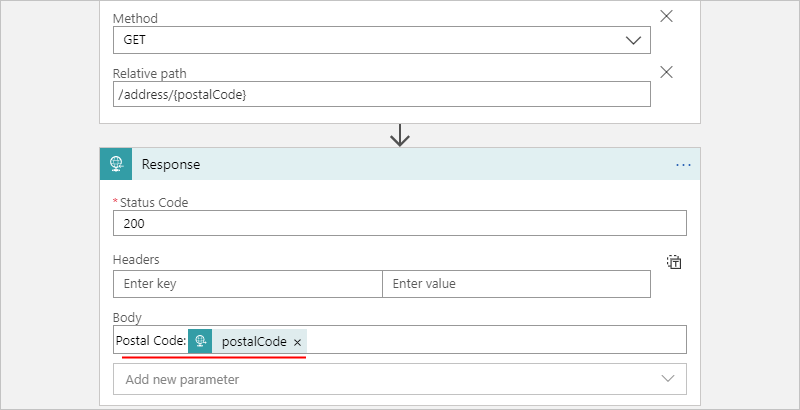 Method
GET
Relative path
/address/{postalCode}
Response
...
* Status Code
200
Headers
Enter key Enter value
T
Body
Postal Code: postalCode ×
Add new parameter